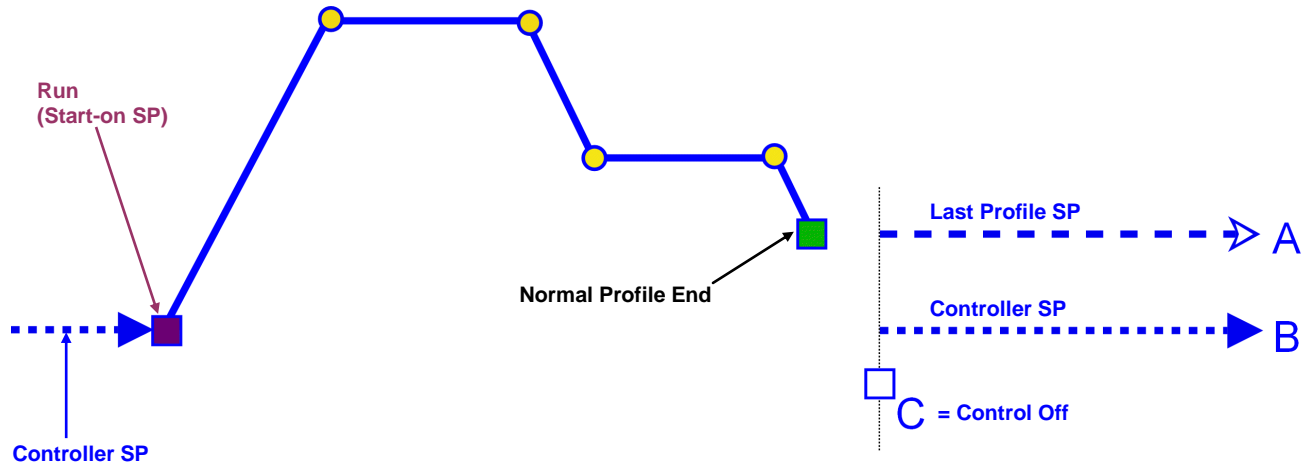 Run
(Start-on SP)
Last Profile SP
A
Normal Profile End
Controller SP
B
C = Control Off
Controller SP